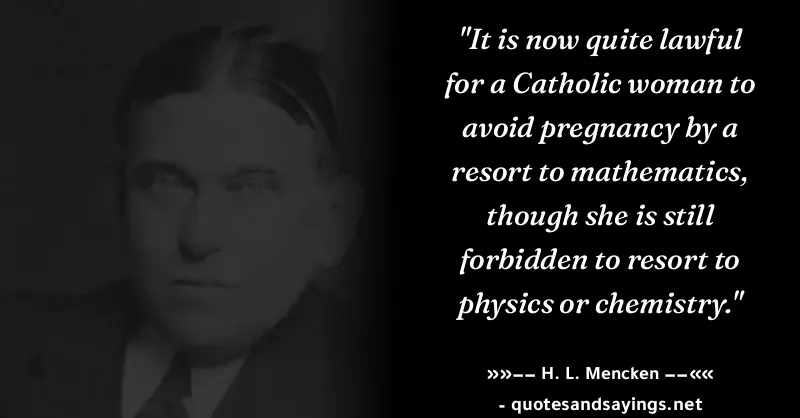 "It is now quite lawful
for a Catholic woman to
avoid pregnancy by a
resort to mathematics,
though she is still
forbidden to resort to
physics or chemistry."
»»–– H. L. Mencken ––««
- quotesandsayings.net